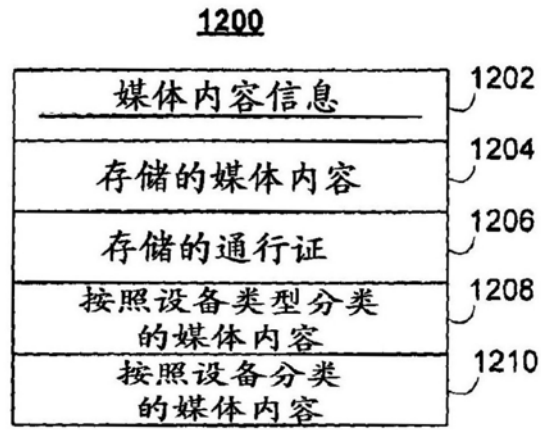 1200
媒体内容信息 1202
存储的媒体内容 1204
存储的通行证 1206
按照设备类型分类 1208
的媒体内容
按照设备分类 1210
的媒体内容